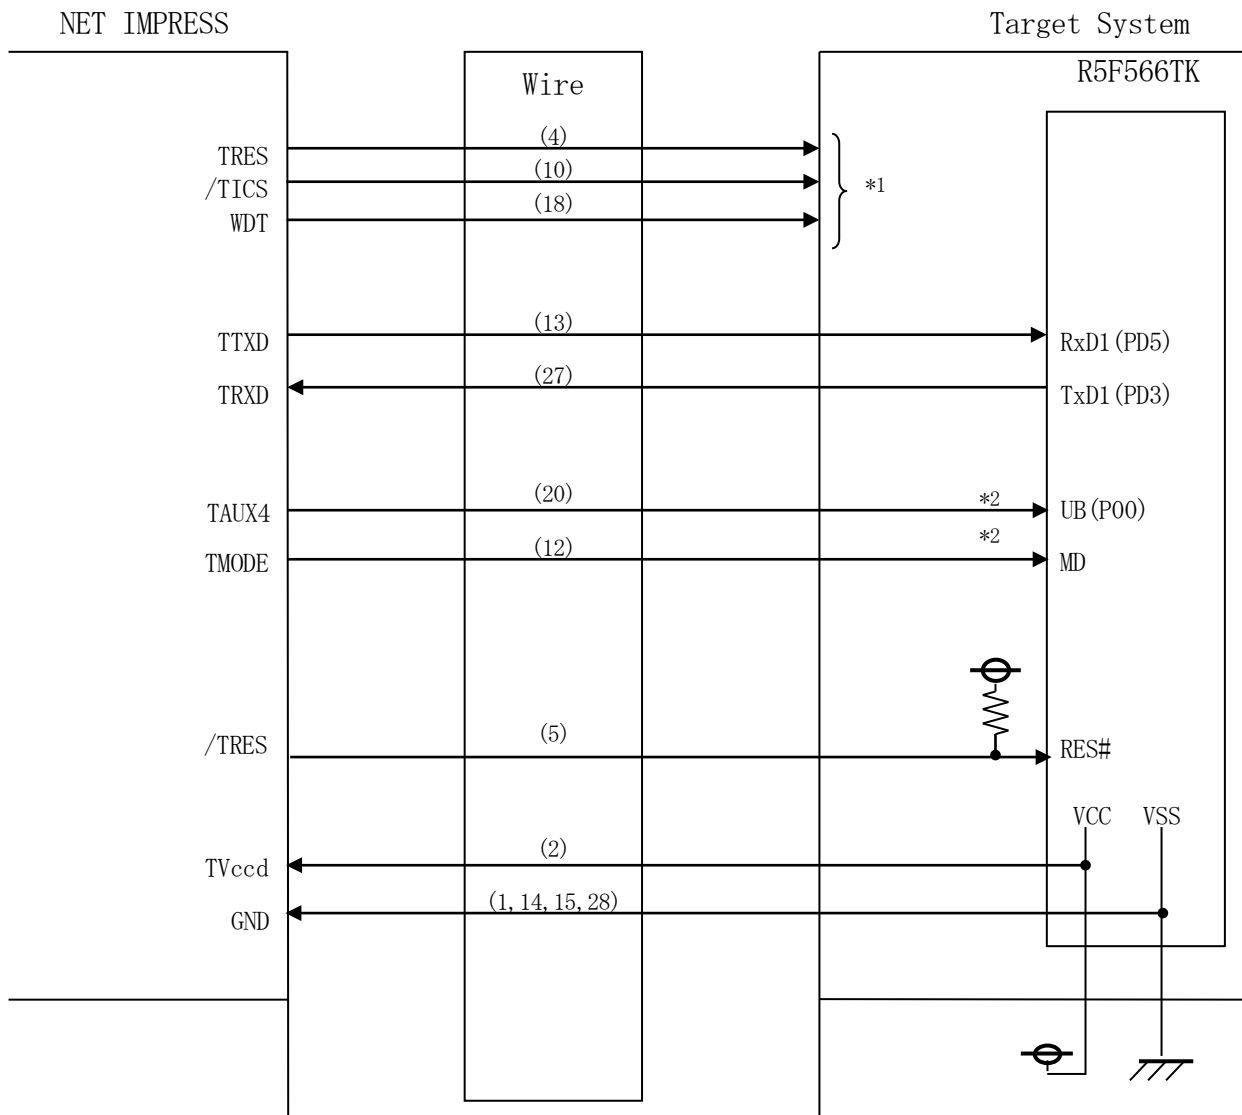 NET IMPRESS
Target System
R5F566TK
Wire
TRES (4)
/TICS (10)
*1
WDT (18)
TTXD (13) RxD1(PD5)
TRXD (27) TxD1(PD3)
TAUX4 (20) *2 UB(P00)
TMODE (12) *2 MD
/TRES (5) RES#
VCC VSS
TVccd (2)
GND (1,14,15,28)